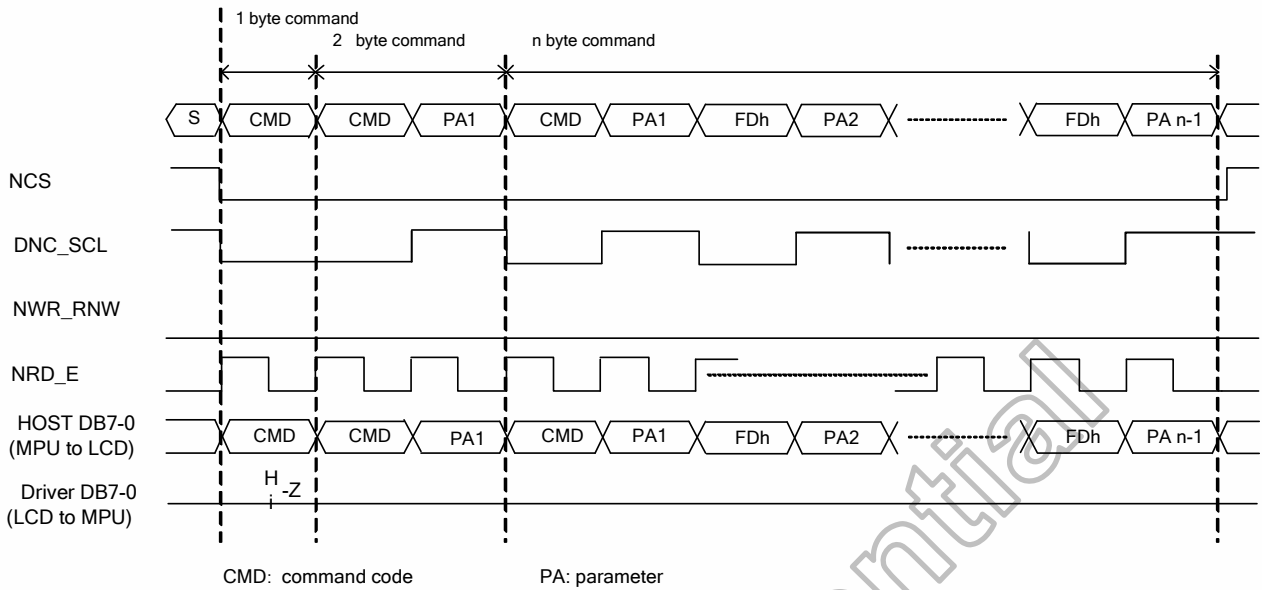 1 byte command
2 byte command
n byte command
S CMD CMD PA1 CMD PA1 FDh PA2 FDh PA n-1
NCS
DNC_SCL
NWR_RNW
NRD_E
HOST DB7-0
(MPU to LCD)
CMD CMD PA1 CMD PA1 FDh PA2 FDh PA n-1
Driver DB7-0
(LCD to MPU)
Hi-Z
CMD: command code
PA: parameter
ential